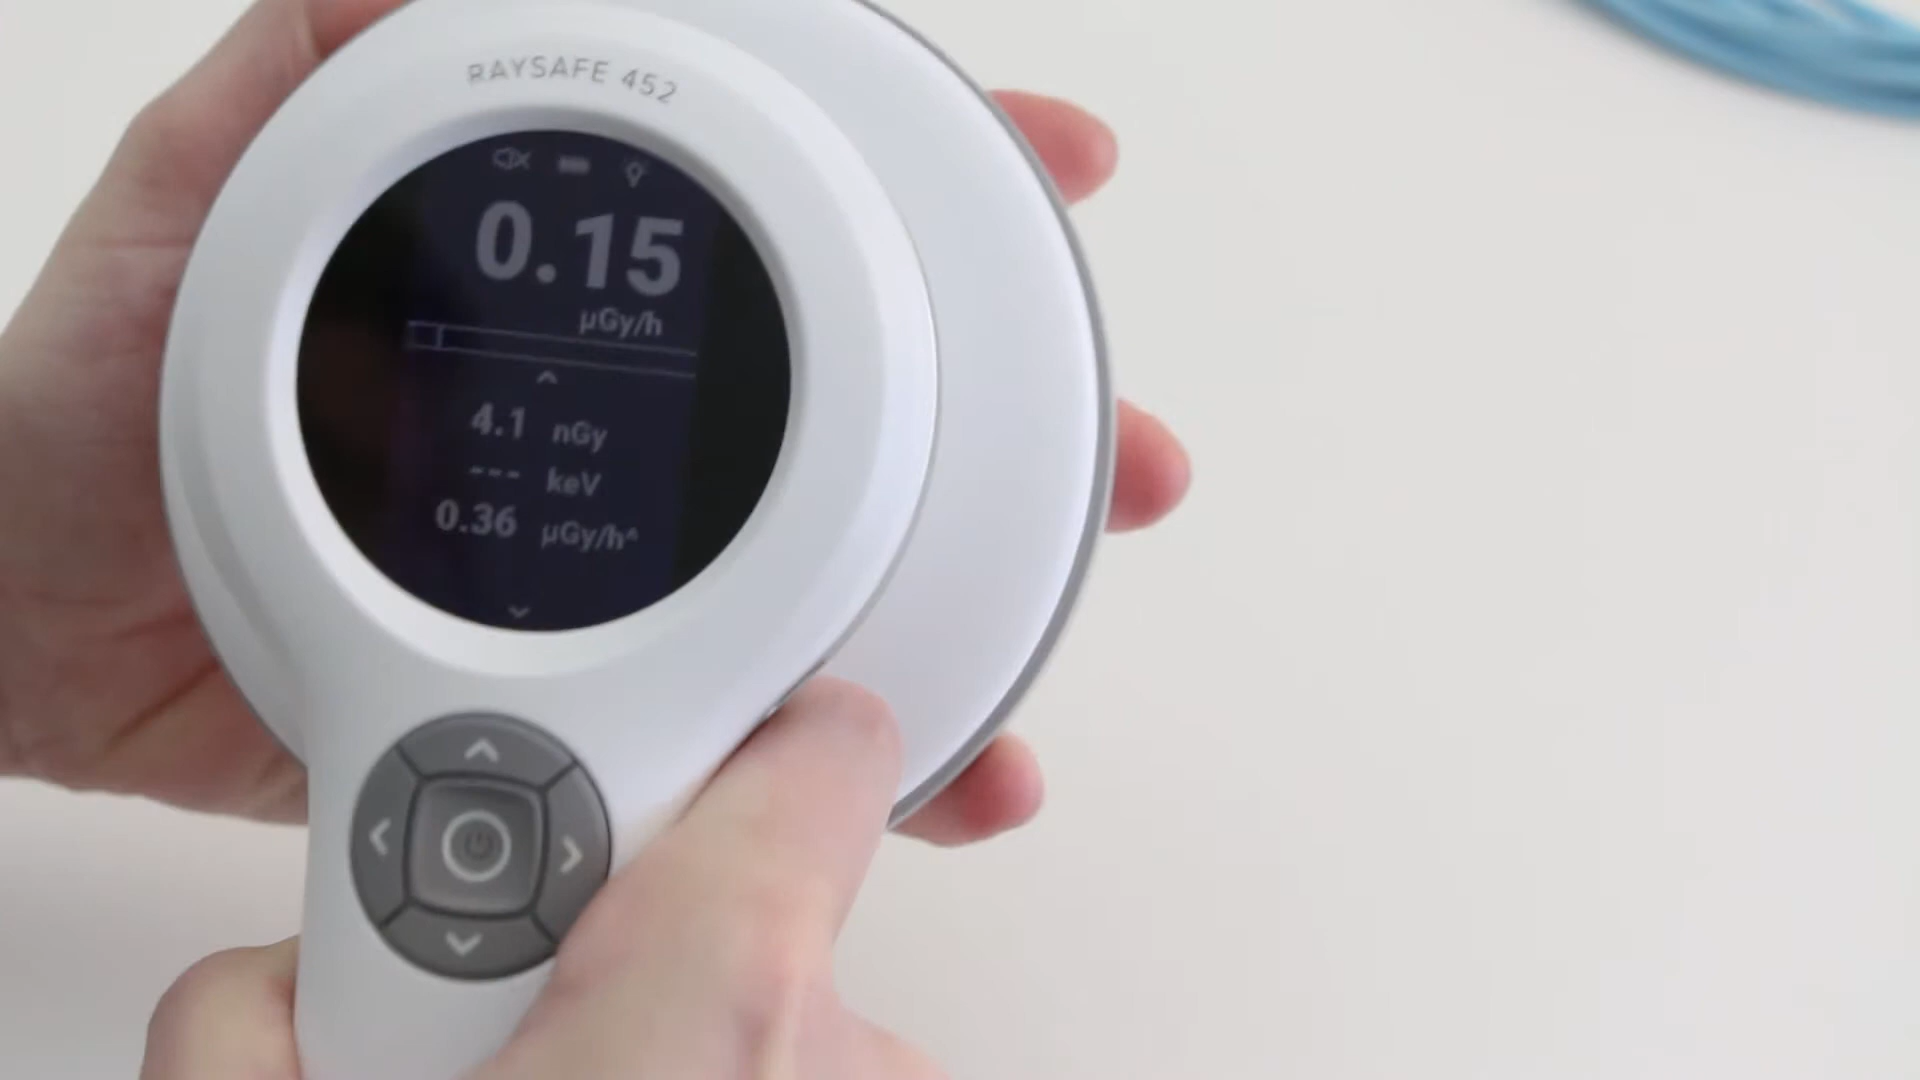 RAYSAFE 452
0.15
µGy/h
4.1 nGy
--- keV
0.36 µGy/h^